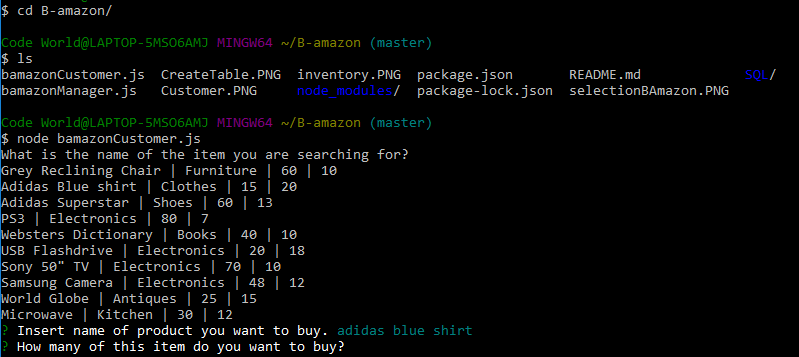 $ cd B-amazon/
Code World@LAPTOP-5MSO6AMJ MINGW64 ~/B-amazon (master)
$ ls
bamazonCustomer.js  CreateTable.PNG  inventory.PNG  package.json       README.md            SQL/
bamazonManager.js   Customer.PNG     node_modules/  package-lock.json  selectionBAmazon.PNG
Code World@LAPTOP-5MSO6AMJ MINGW64 ~/B-amazon (master)
$ node bamazonCustomer.js
What is the name of the item you are searching for?
Grey Reclining Chair | Furniture | 60 | 10
Adidas Blue shirt | Clothes | 15 | 20
Adidas Superstar | Shoes | 60 | 13
PS3 | Electronics | 80 | 7
Websters Dictionary | Books | 40 | 10
USB Flashdrive | Electronics | 20 | 18
Sony 50" TV | Electronics | 70 | 10
Samsung Camera | Electronics | 48 | 12
World Globe | Antiques | 25 | 15
Microwave | Kitchen | 30 | 12
? Insert name of product you want to buy. adidas blue shirt
? How many of this item do you want to buy?